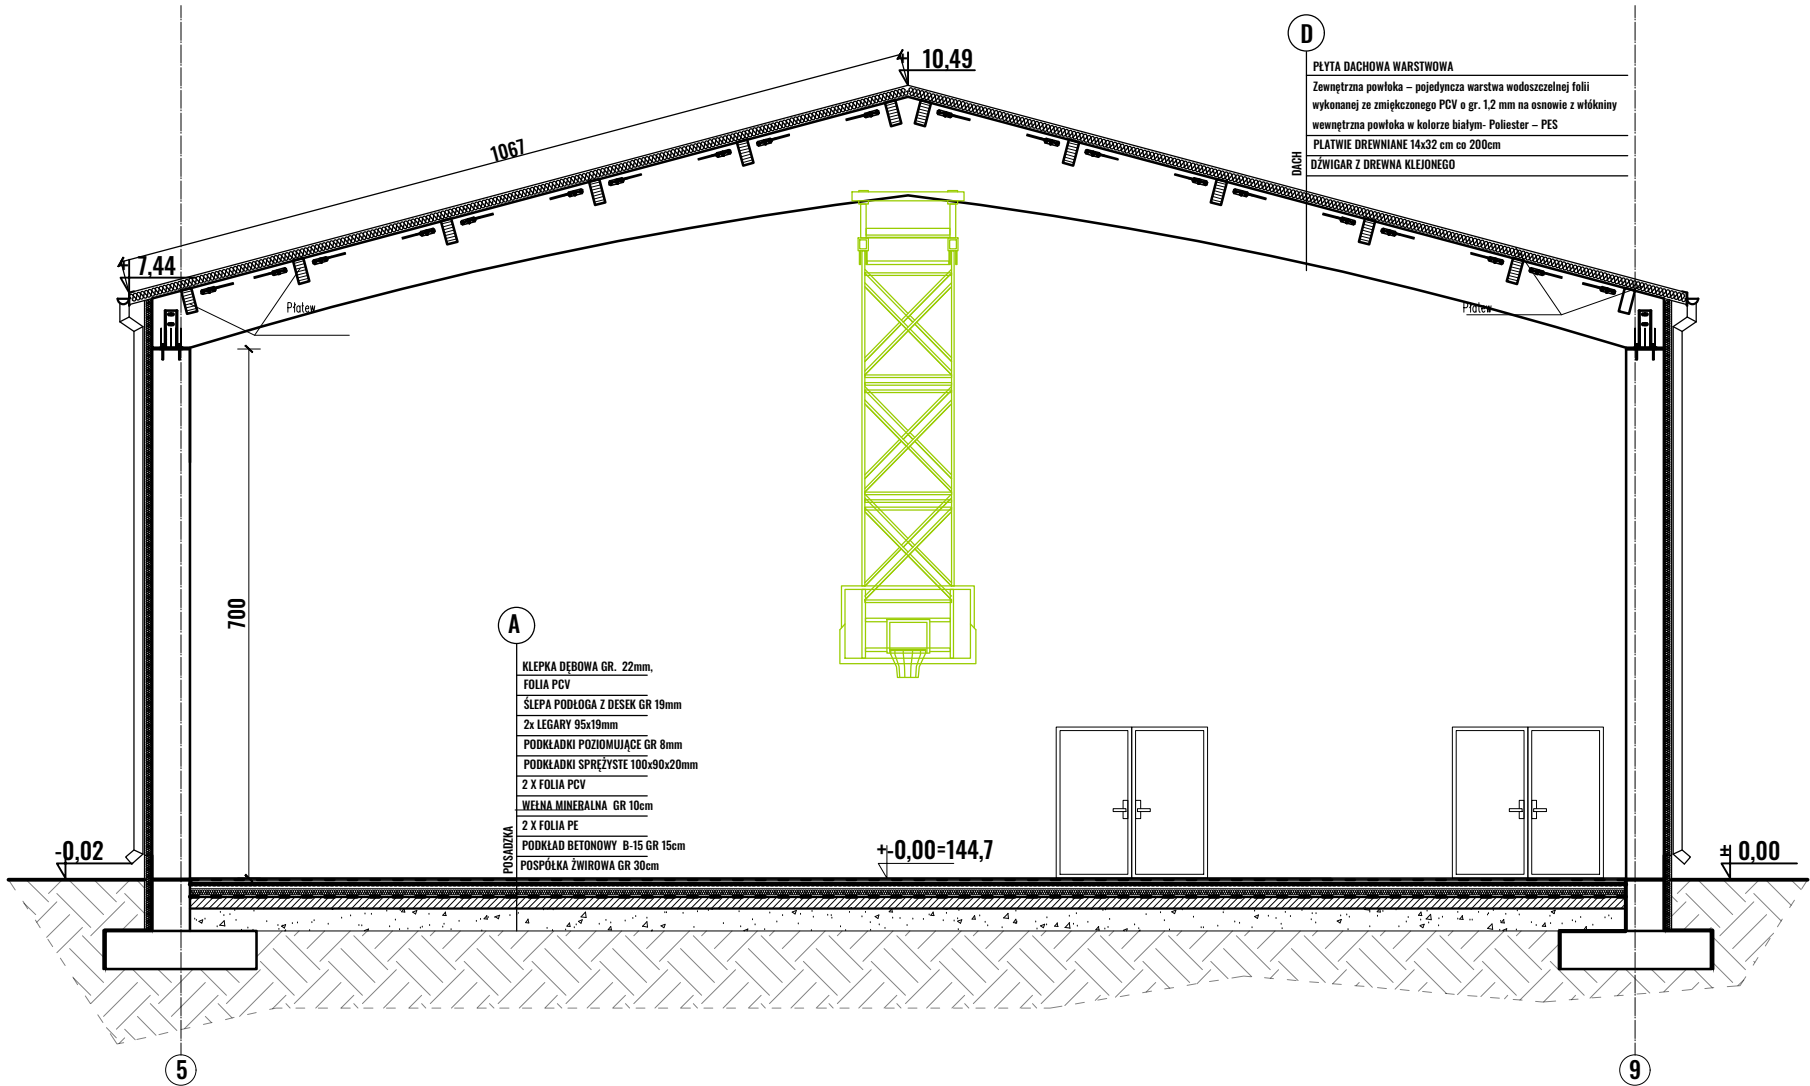 10,49
D
PŁYTA DACHOWA WARSTWOWA
Zewnętrzna powłoka – pojedyncza warstwa wodoszczelnej folii
wykonanej ze zmiękczonego PCV o gr. 1,2 mm na osnowie z włókniny
wewnętrzna powłoka w kolorze białym- Poliester – PES
PLATWIE DREWNIANE 14x32 cm co 200cm
DŹWIGAR Z DREWNA KLEJONEGO
DACH
1067
7,44
Płatew
Płatew
700
A
KLEPKA DĘBOWA GR. 22mm,
FOLIA PCV
ŚLEPA PODŁOGA Z DESEK GR 19mm
2x LEGARY 95x19mm
PODKŁADKI POZIOMUJĄCE GR 8mm
PODKŁADKI SPRĘŻYSTE 100x90x20mm
2 X FOLIA PCV
WEŁNA MINERALNA GR 10cm
2 X FOLIA PE
PODKŁAD BETONOWY B-15 GR 15cm
POSPÓŁKA ŻWIROWA GR 30cm
POSADZKA
-0,02
+-0,00=144,7
± 0,00
5
9